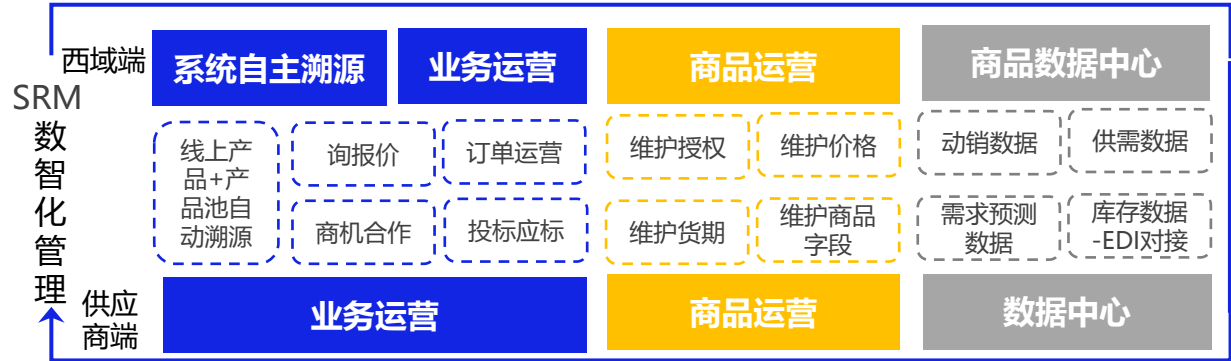 西域端
系统自主溯源
业务运营
商品运营
商品数据中心
SRM
数
智
化
管
理
线上产
品+产
品池自
动溯源
询报价
订单运营
维护授权
维护价格
动销数据
供需数据
商机合作
投标应标
维护货期
维护商品
字段
需求预测
数据
库存数据
-EDI对接
供应
商端
业务运营
商品运营
数据中心